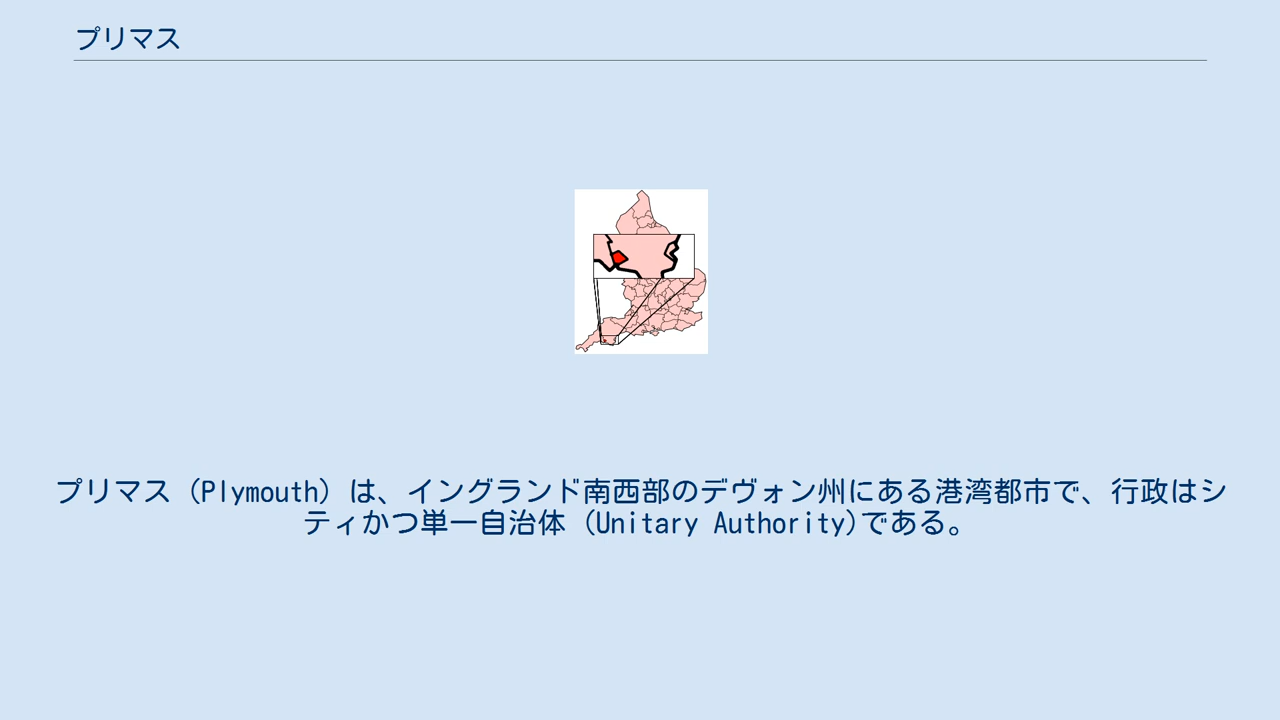 プリマス
プリマス（Plymouth）は、イングランド南西部のデヴォン州にある港湾都市で、行政はシ
ティかつ単一自治体（Unitary Authority)である。